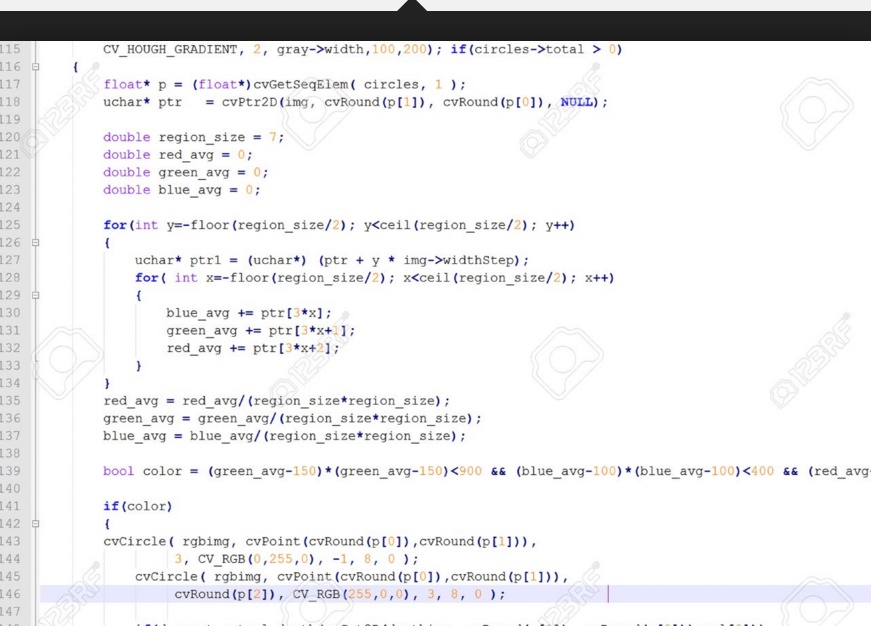 115 CV_HOUGH_GRADIENT, 2, gray->width,100,200); if(circles->total > 0)
116 {
117 float* p = (float*)cvGetSeqElem( circles, 1 );
118 uchar* ptr = cvPtr2D(img, cvRound(p[1]), cvRound(p[0]), NULL);
119
120 double region_size = 7;
121 double red_avg = 0;
122 double green_avg = 0;
123 double blue_avg = 0;
124
125 for(int y=-floor(region_size/2); y<ceil(region_size/2); y++)
126 {
127 uchar* ptr1 = (uchar*) (ptr + y * img->widthStep);
128 for( int x=-floor(region_size/2); x<ceil(region_size/2); x++)
129 {
130 blue_avg += ptr[3*x];
131 green_avg += ptr[3*x+1];
132 red_avg += ptr[3*x+2];
133 }
134 }
135 red_avg = red_avg/(region_size*region_size);
136 green_avg = green_avg/(region_size*region_size);
137 blue_avg = blue_avg/(region_size*region_size);
138
139 bool color = (green_avg-150)*(green_avg-150)<900 && (blue_avg-100)*(blue_avg-100)<400 && (red_avg
140
141 if(color)
142 {
143 cvCircle( rgbimg, cvPoint(cvRound(p[0]),cvRound(p[1])),
144 3, CV_RGB(0,255,0), -1, 8, 0 );
145 cvCircle( rgbimg, cvPoint(cvRound(p[0]),cvRound(p[1])),
146 cvRound(p[2]), CV_RGB(255,0,0), 3, 8, 0 );
147
123RF
123RF
123RF
123RF
123RF
123RF